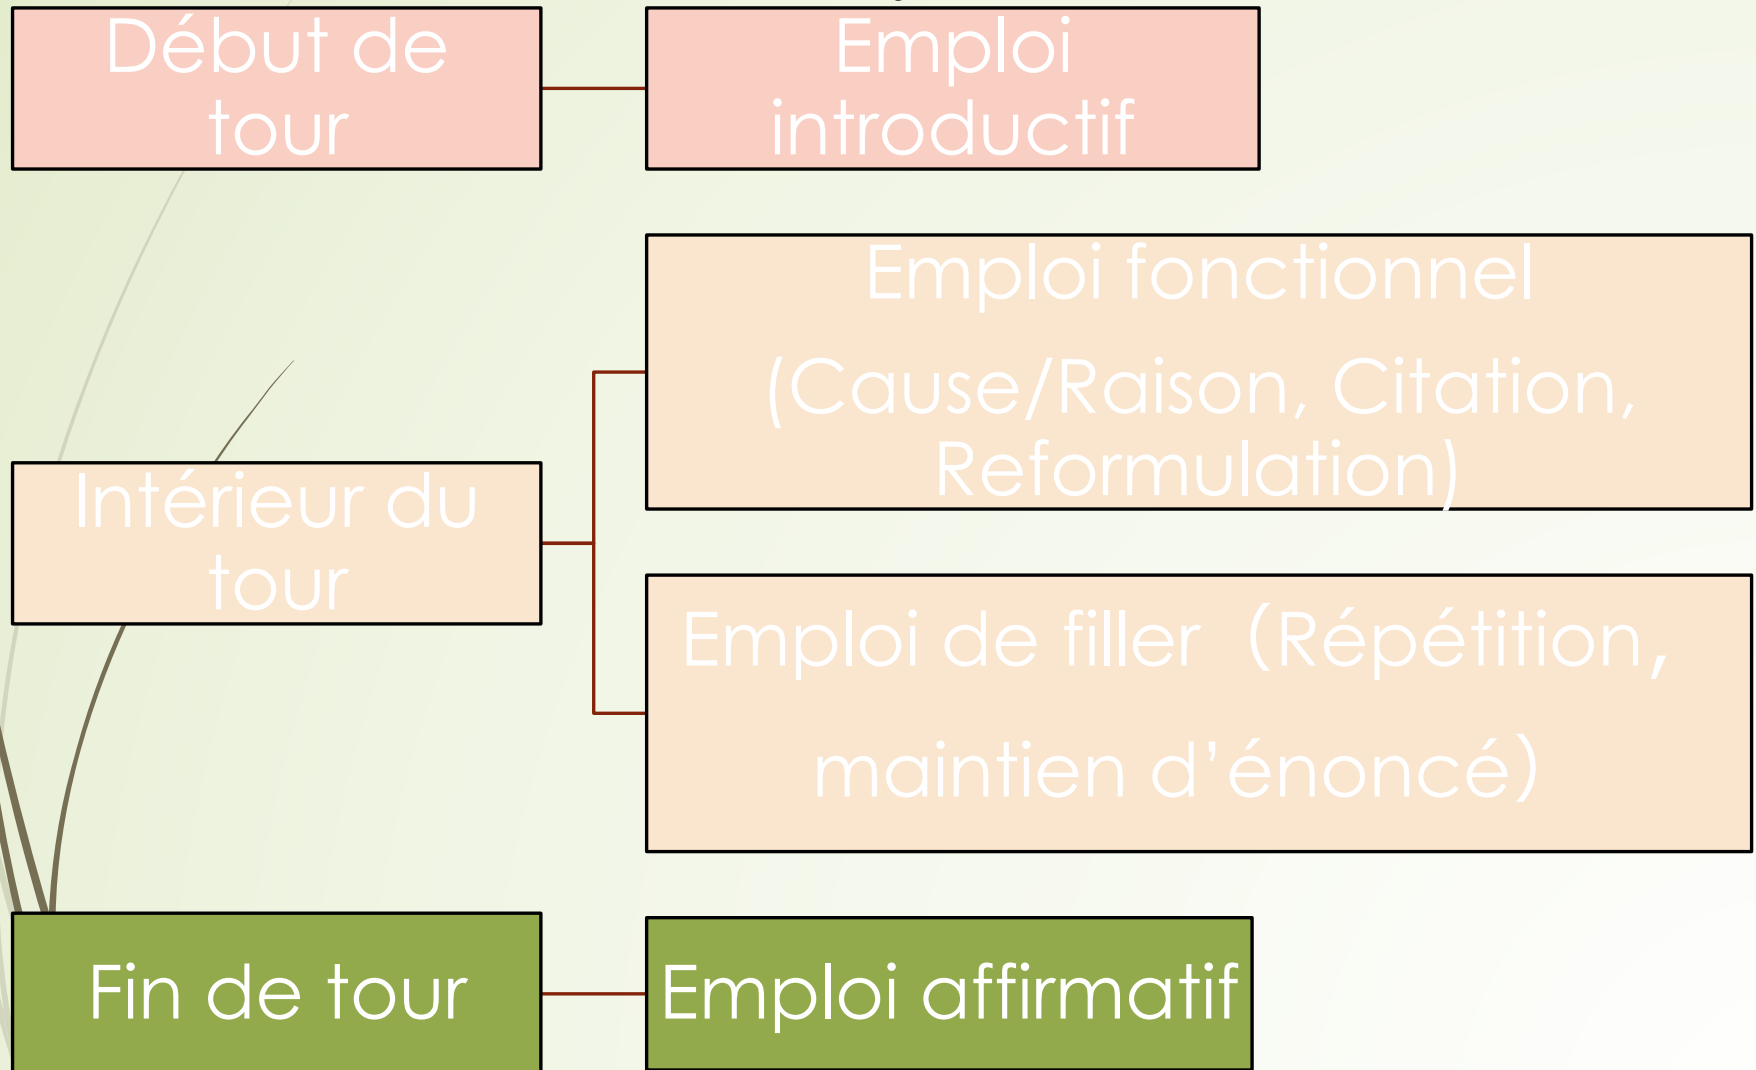 Début de
tour
Emploi
introductif
Intérieur du
tour
Emploi fonctionnel
(Cause/Raison, Citation,
Reformulation)
Emploi de filler（Répétition,
maintien d'énoncé）
Fin de tour
Emploi affirmatif